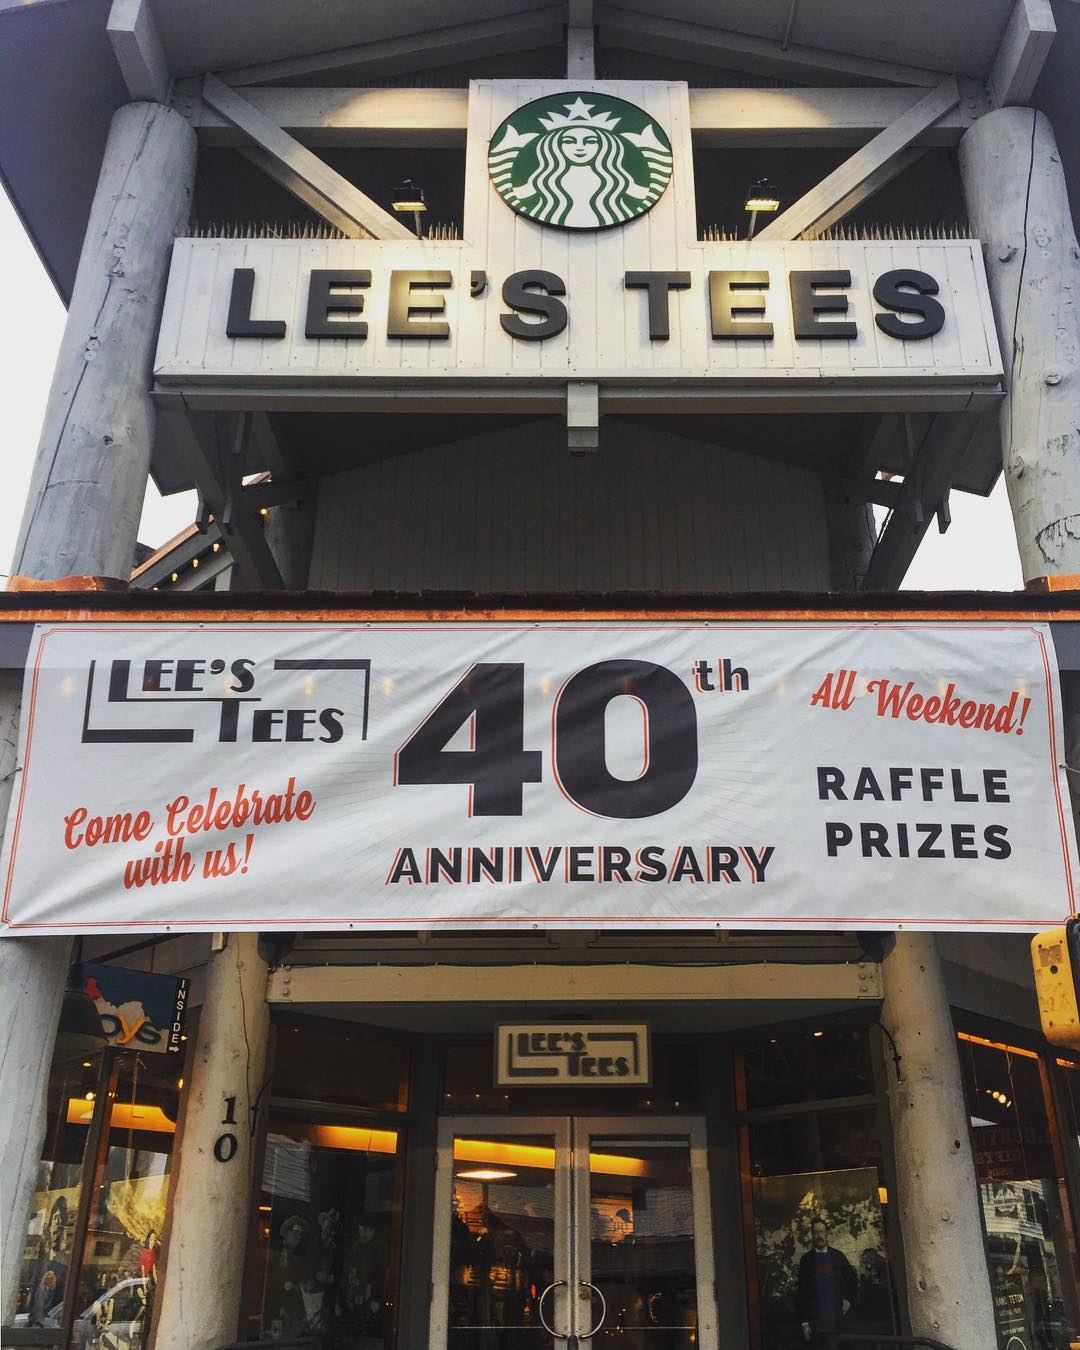 LEE'S TEES
LEE'S
TEES
Come Celebrate
with us!
40th
ANNIVERSARY
All Weekend!
RAFFLE
PRIZES
INSIDE
LEE'S
TEES
10